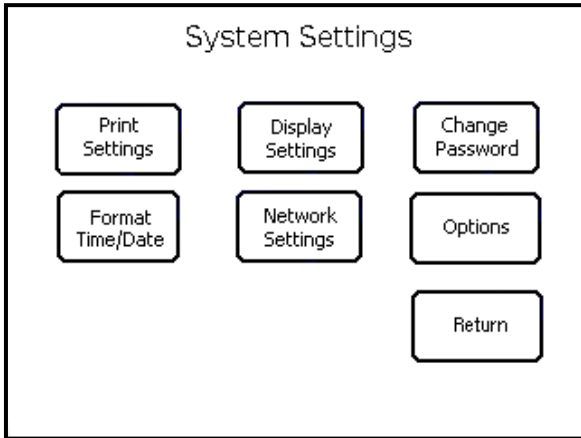 System Settings
Print
Settings
Display
Settings
Change
Password
Format
Time/Date
Network
Settings
Options
Return